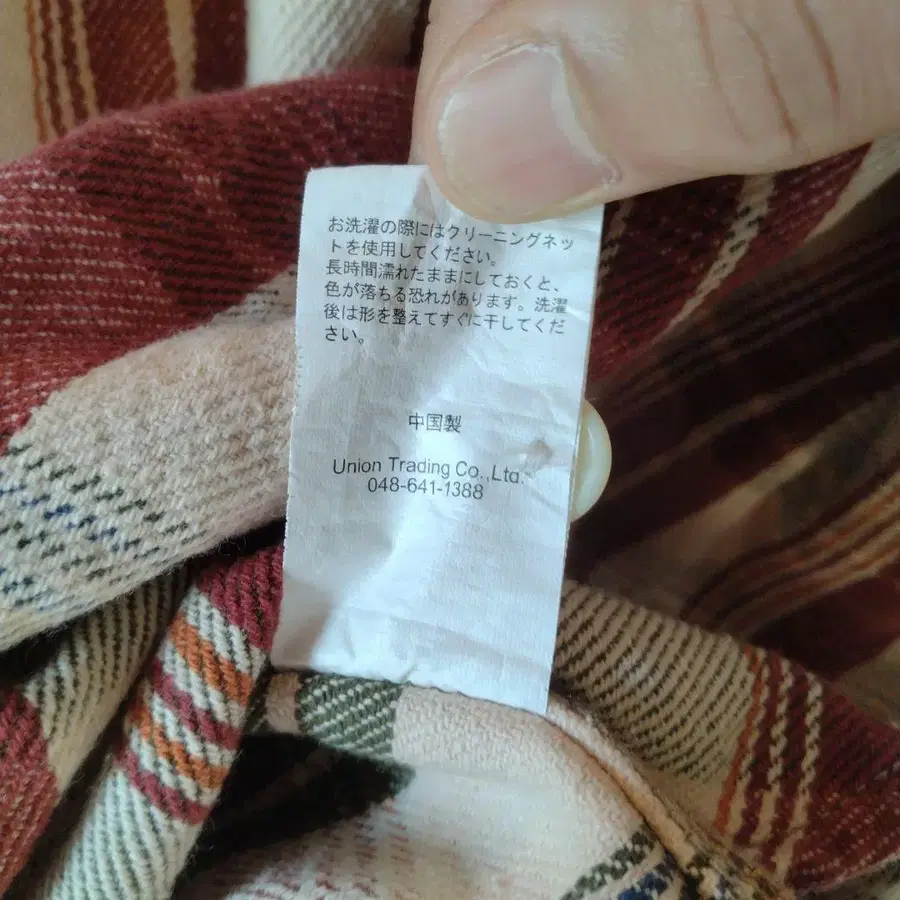 お洗濯の際にはクリーニングネッ
トを使用してください。
長時間濡れたままにしておくと、
色が落ちる恐れがあります。洗濯
後は形を整えてすぐに干してくだ
さい。
中国製
Union Trading Co.,Ltd.
048-641-1388